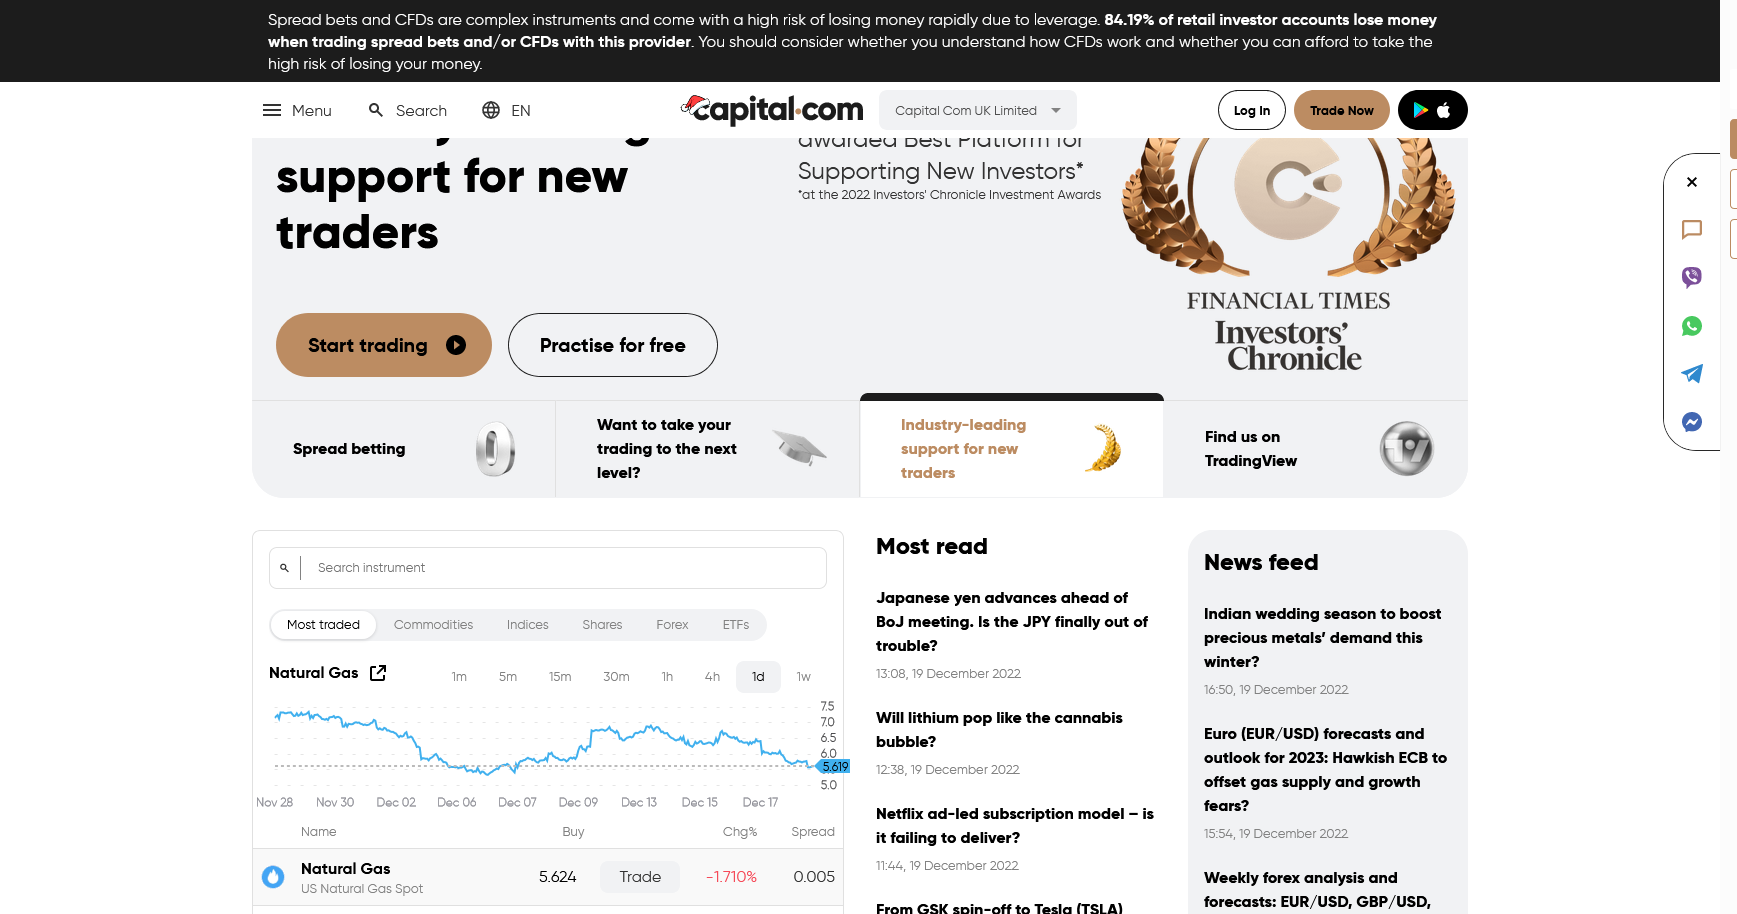 Spread bets and CFDs are complex instruments and come with a high risk of losing money rapidly due to leverage. 84.19% of retail investor accounts lose money
when trading spread bets and/or CFDs with this provider. You should consider whether you understand how CFDs work and whether you can afford to take the
high risk of losing your money.
Menu
Search
EN
capital.com
Capital Com UK Limited
Log In
Trade Now
support for new
traders
awarded Best Platform for
Supporting New Investors*
*at the 2022 Investors' Chronicle Investment Awards
FINANCIAL TIMES
Investors'
Chronicle
Start trading
Practise for free
Spread betting
Want to take your
trading to the next
level?
Industry-leading
support for new
traders
Find us on
TradingView
Search instrument
Most traded
Commodities
Indices
Shares
Forex
ETFs
Natural Gas
1m
5m
15m
30m
1h
4h
1d
1w
7.5
7.0
6.5
6.0
5.619
5.0
Nov 28
Nov 30
Dec 02
Dec 06
Dec 07
Dec 09
Dec 13
Dec 15
Dec 17
Name
Buy
Chg%
Spread
Natural Gas
US Natural Gas Spot
5.624
Trade
-1.710%
0.005
Most read
Japanese yen advances ahead of
BoJ meeting. Is the JPY finally out of
trouble?
13:08, 19 December 2022
Will lithium pop like the cannabis
bubble?
12:38, 19 December 2022
Netflix ad-led subscription model – is
it failing to deliver?
11:44, 19 December 2022
From GSK spin-off to Tesla (TSLA)
News feed
Indian wedding season to boost
precious metals' demand this
winter?
16:50, 19 December 2022
Euro (EUR/USD) forecasts and
outlook for 2023: Hawkish ECB to
offset gas supply and growth
fears?
15:54, 19 December 2022
Weekly forex analysis and
forecasts: EUR/USD, GBP/USD,